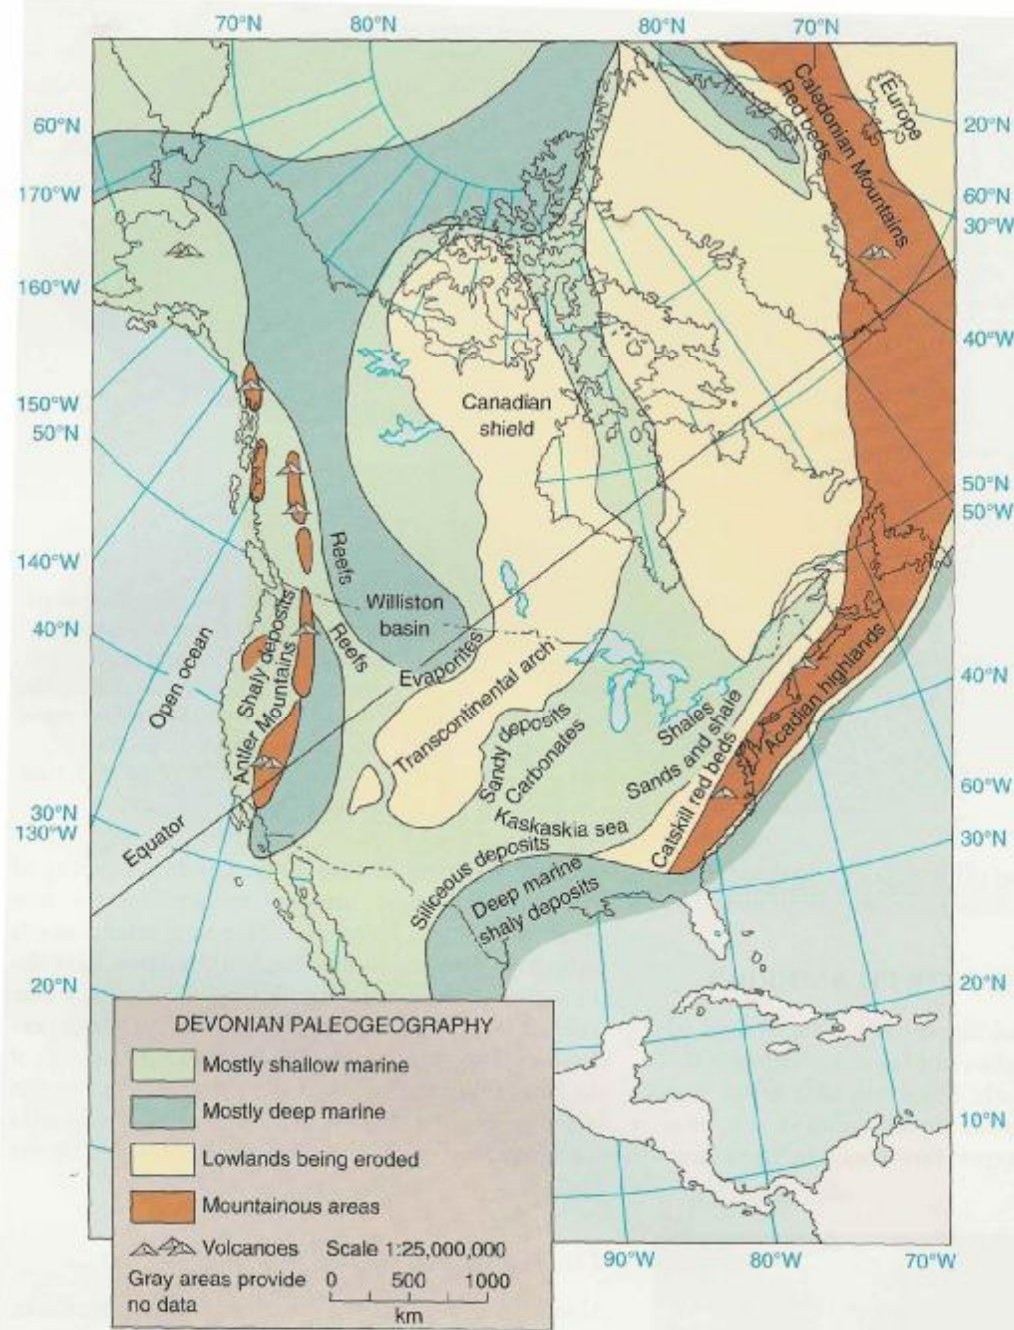 70°N
80°N
80°N
70°N
60°N
170°W
160°W
150°W
50°N
140°W
40°N
30°N
130°W
20°N
20°N
60°N
30°W
40°W
50°N
50°W
40°N
60°W
30°N
20°N
10°N
90°W
80°W
70°W
Caledonian Mountains
Red beds
Europe
Canadian
shield
Reefs
Williston
basin
Reefs
Evaporites
Open ocean
Shaly deposits
Antler Mountains
Equator
Transcontinental arch
Sandy deposits
Carbonates
Shales
Sands and shale
Catskill red beds
Acadian highlands
Kaskaskia sea
Siliceous deposits
Deep marine
shaly deposits
DEVONIAN PALEOGEOGRAPHY
Mostly shallow marine
Mostly deep marine
Lowlands being eroded
Mountainous areas
Volcanoes Scale 1:25,000,000
Gray areas provide
no data
0 500 1000
km